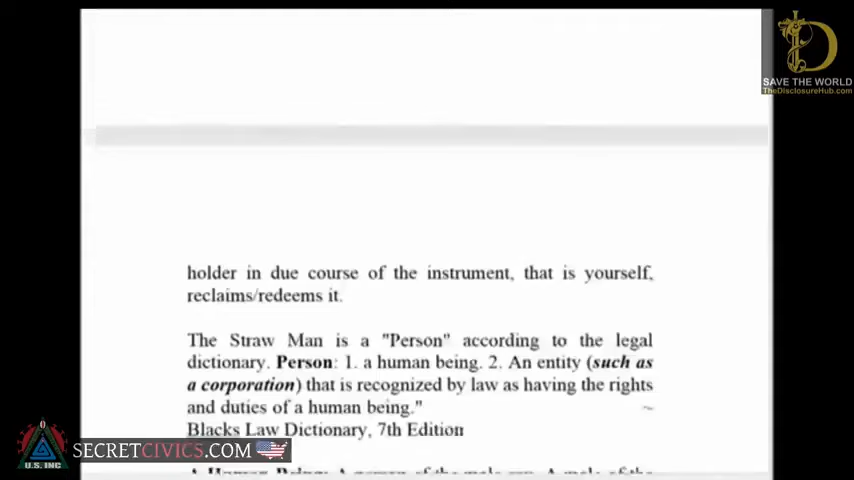 SAVE THE WORLD
TheDisclosureHub.com
holder in due course of the instrument, that is yourself,
reclaims/redeems it.
The Straw Man is a "Person" according to the legal
dictionary. Person: 1. a human being. 2. An entity (such as
a corporation) that is recognized by law as having the rights
and duties of a human being." ~
Blacks Law Dictionary, 7th Edition
U.S. INC
SECRETCIVICS.COM